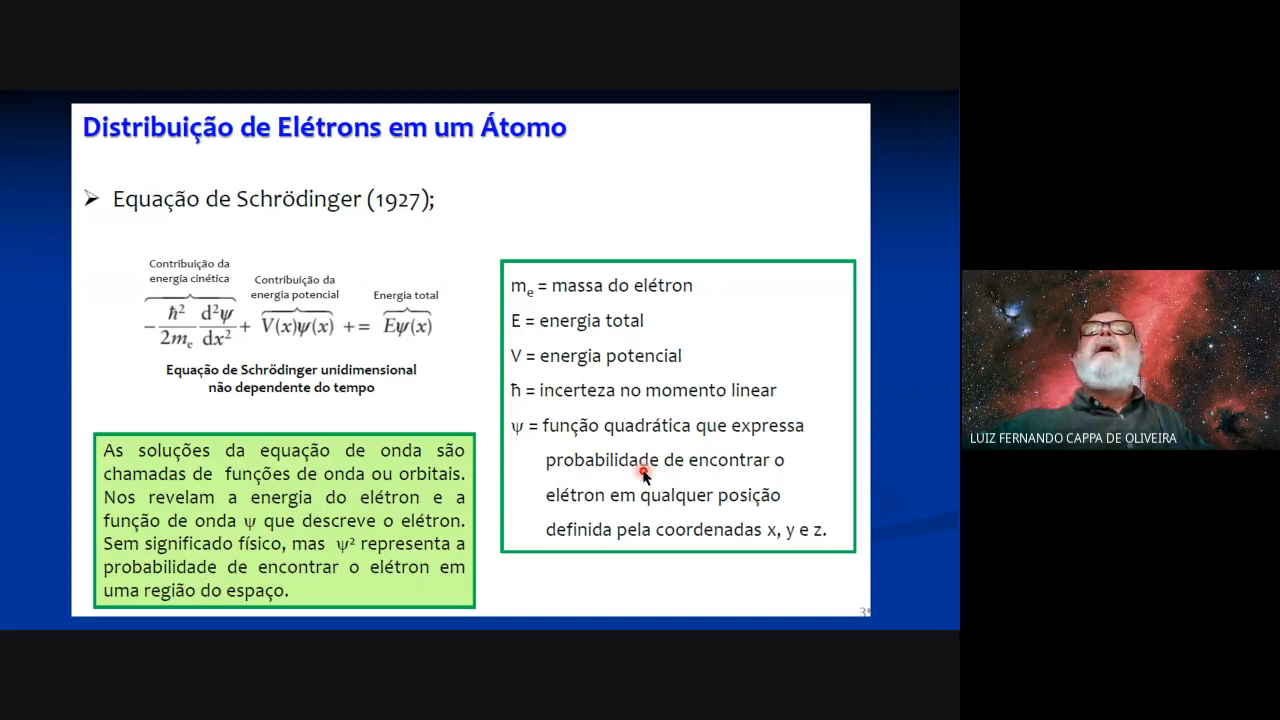 Distribuição de Elétrons em um Átomo
➢ Equação de Schrödinger (1927);
Contribuição da
energia cinética
Contribuição da
energia potencial
Energia total
− ħ²/2mₑ d²ψ/dx² + V(x)ψ(x) + = Eψ(x)
Equação de Schrödinger unidimensional
não dependente do tempo
As soluções da equação de onda são
chamadas de funções de onda ou orbitais.
Nos revelam a energia do elétron e a
função de onda ψ que descreve o elétron.
Sem significado físico, mas ψ² representa a
probabilidade de encontrar o elétron em
uma região do espaço.
mₑ = massa do elétron
E = energia total
V = energia potencial
ħ = incerteza no momento linear
ψ = função quadrática que expressa
probabilidade de encontrar o
elétron em qualquer posição
definida pela coordenadas x, y e z.
LUIZ FERNANDO CAPPA DE OLIVEIRA